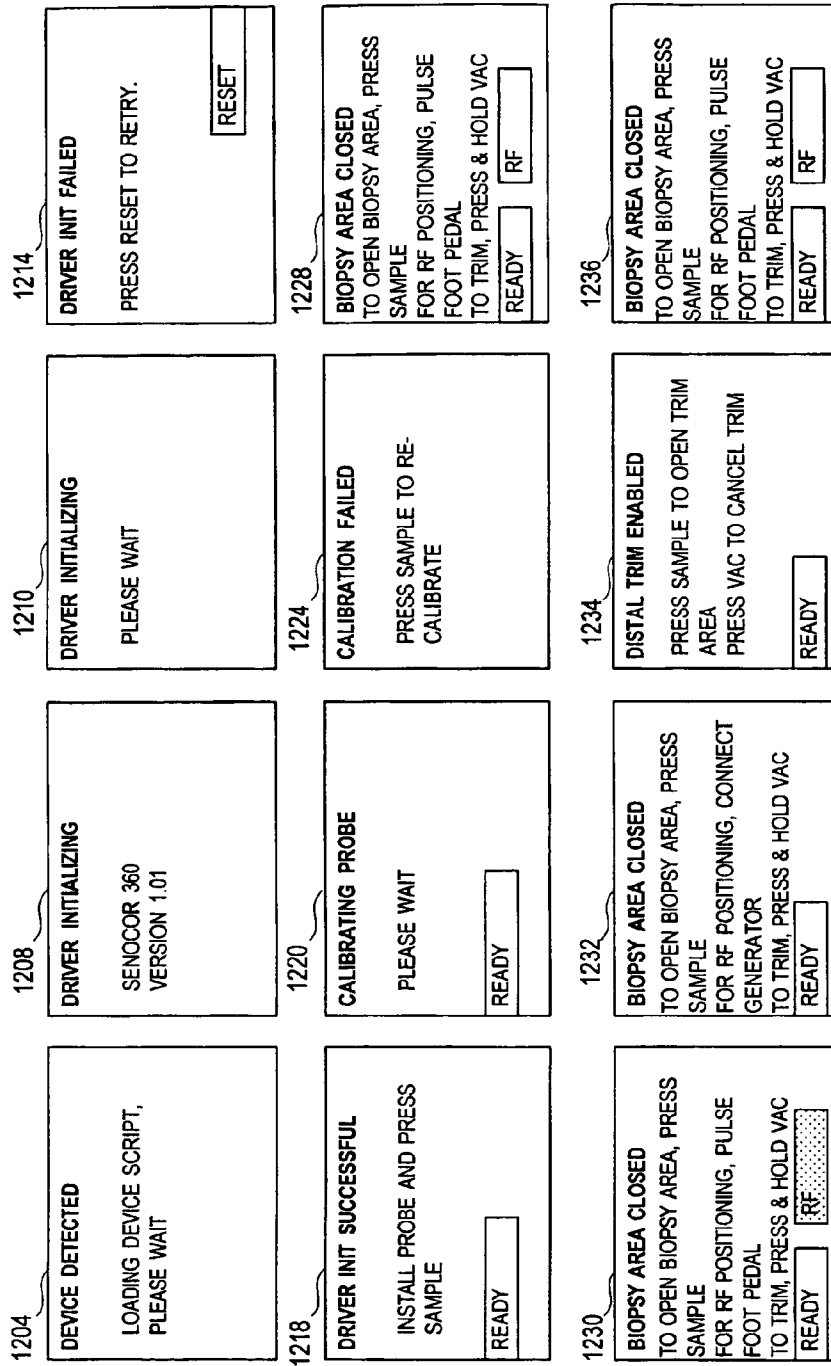 1204
DEVICE DETECTED
LOADING DEVICE SCRIPT,
PLEASE WAIT
1208
DRIVER INITIALIZING
SENOCOR 360
VERSION 1.01
1210
DRIVER INITIALIZING
PLEASE WAIT
1214
DRIVER INIT FAILED
PRESS RESET TO RETRY.
RESET
1218
DRIVER INIT SUCCESSFUL
INSTALL PROBE AND PRESS
SAMPLE
READY
1220
CALIBRATING PROBE
PLEASE WAIT
READY
1224
CALIBRATION FAILED
PRESS SAMPLE TO RE-
CALIBRATE
1228
BIOPSY AREA CLOSED
TO OPEN BIOPSY AREA, PRESS
SAMPLE
FOR RF POSITIONING, PULSE
FOOT PEDAL
TO TRIM, PRESS & HOLD VAC
READY
RF
1230
BIOPSY AREA CLOSED
TO OPEN BIOPSY AREA, PRESS
SAMPLE
FOR RF POSITIONING, PULSE
FOOT PEDAL
TO TRIM, PRESS & HOLD VAC
READY
RF
1232
BIOPSY AREA CLOSED
TO OPEN BIOPSY AREA, PRESS
SAMPLE
FOR RF POSITIONING, CONNECT
GENERATOR
TO TRIM, PRESS & HOLD VAC
READY
1234
DISTAL TRIM ENABLED
PRESS SAMPLE TO OPEN TRIM
AREA
PRESS VAC TO CANCEL TRIM
READY
1236
BIOPSY AREA CLOSED
TO OPEN BIOPSY AREA, PRESS
SAMPLE
FOR RF POSITIONING, PULSE
FOOT PEDAL
TO TRIM, PRESS & HOLD VAC
READY
RF